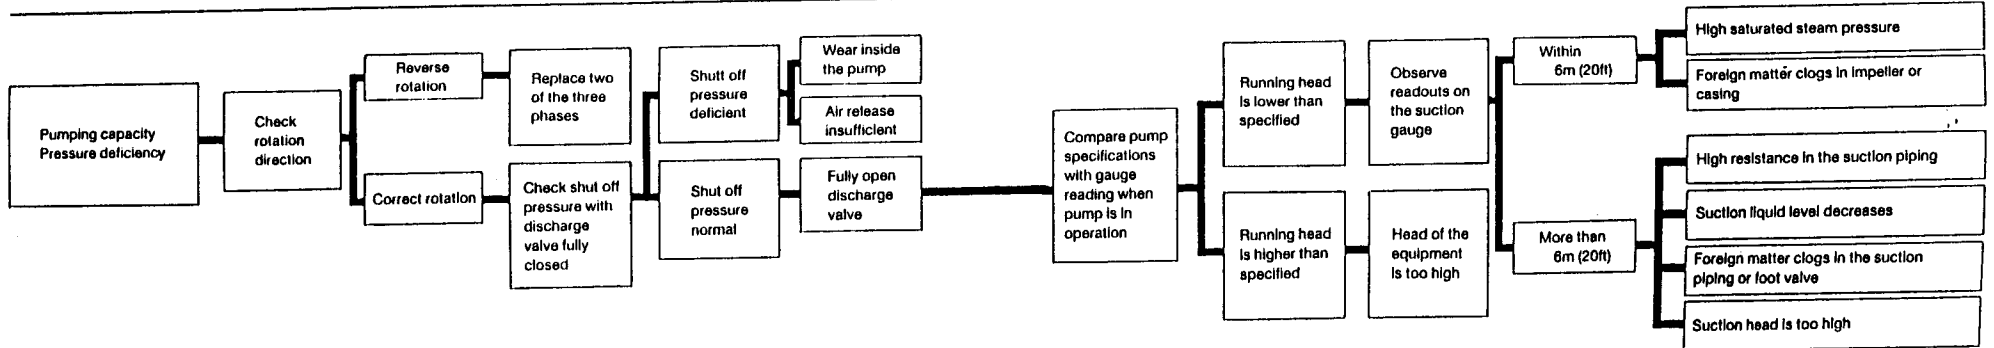 Pumping capacity
Pressure deficiency
Check
rotation
direction
Reverse
rotation
Correct rotation
Replace two
of the three
phases
Check shut off
pressure with
discharge
valve fully
closed
Shutt off
pressure
deficient
Shut off
pressure
normal
Wear inside
the pump
Air release
insufficient
Fully open
discharge
valve
Compare pump
specifications
with gauge
reading when
pump is in
operation
Running head
is lower than
specified
Running head
is higher than
specified
Observe
readouts on
the suction
gauge
Head of the
equipment
is too high
Within
6m (20ft)
More than
6m (20ft)
High saturated steam pressure
Foreign matter clogs in impeller or
casing
High resistance in the suction piping
Suction liquid level decreases
Foreign matter clogs in the suction
piping or foot valve
Suction head is too high